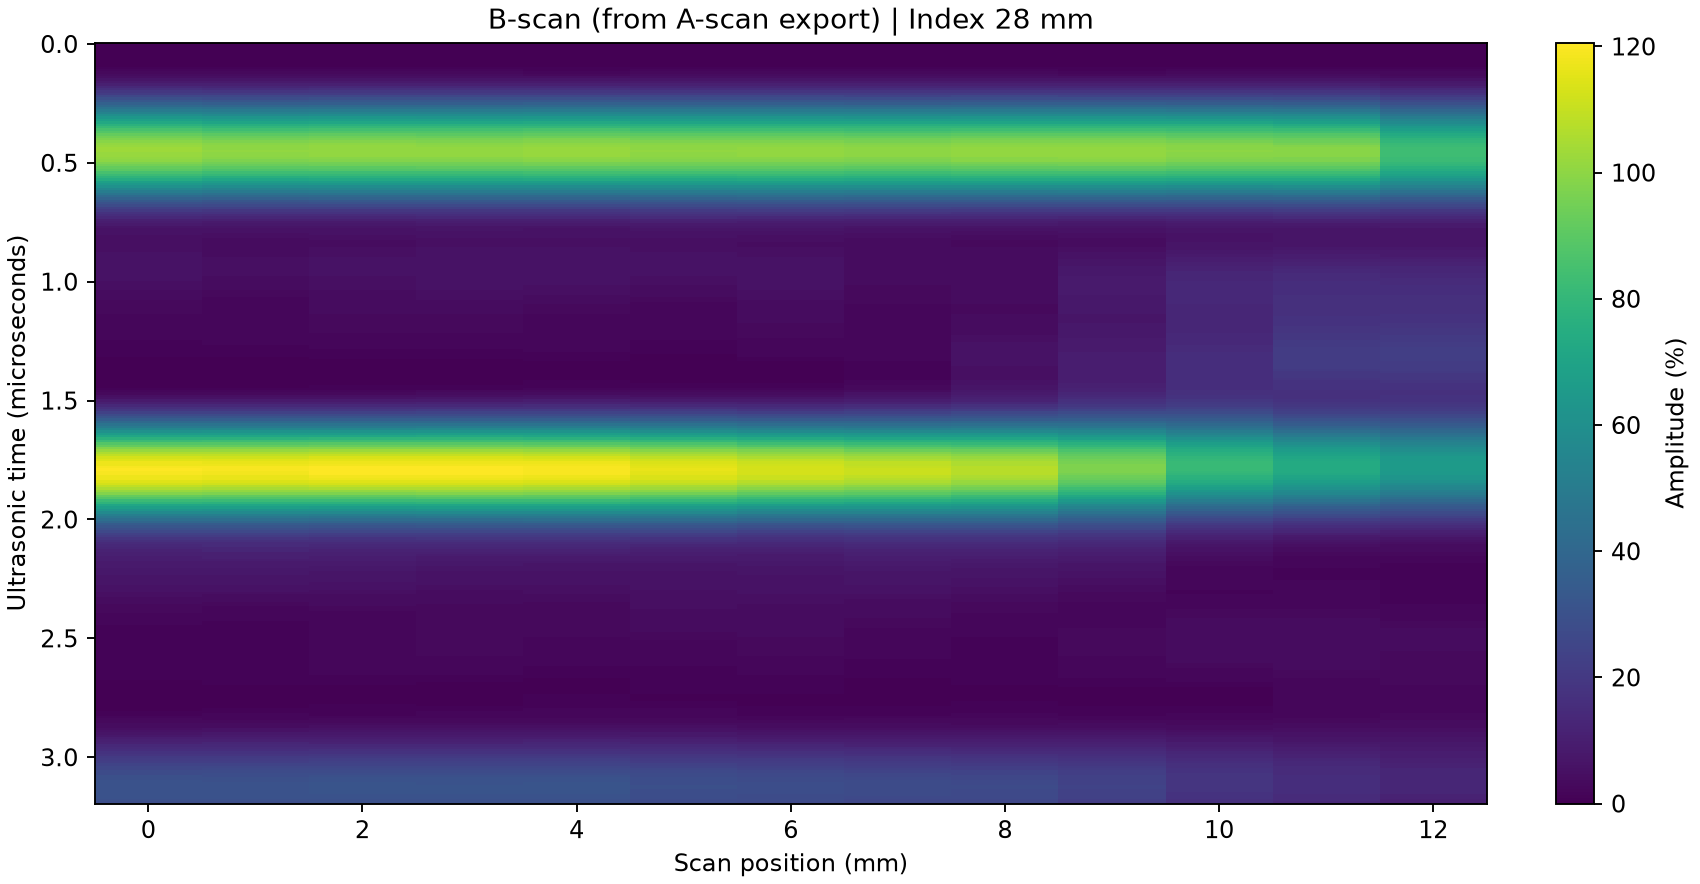 B-scan (from A-scan export) | Index 28 mm
0.0
0.5
1.0
1.5
2.0
2.5
3.0
Ultrasonic time (microseconds)
0 2 4 6 8 10 12
Scan position (mm)
120
100
80
60
40
20
0
Amplitude (%)